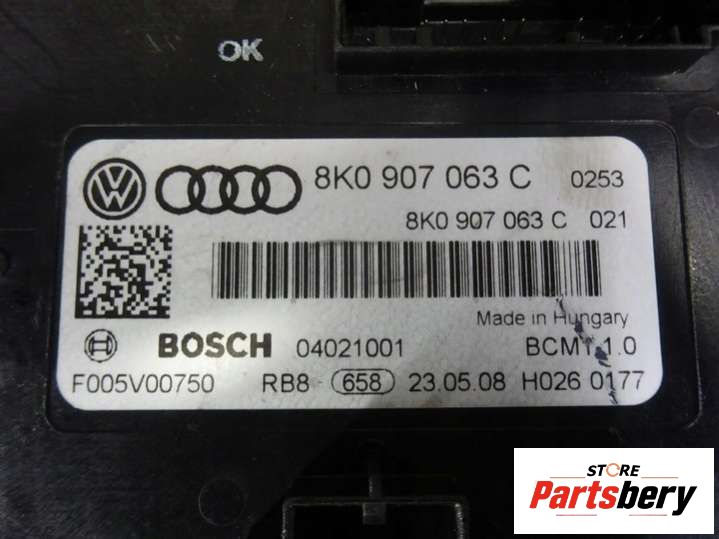 OK
8K0 907 063 C 0253
8K0 907 063 C 021
Made in Hungary
BOSCH 04021001 BCM1 1.0
F005V00750 RB8 658 23.05.08 H026 0177
STORE
Partsbery